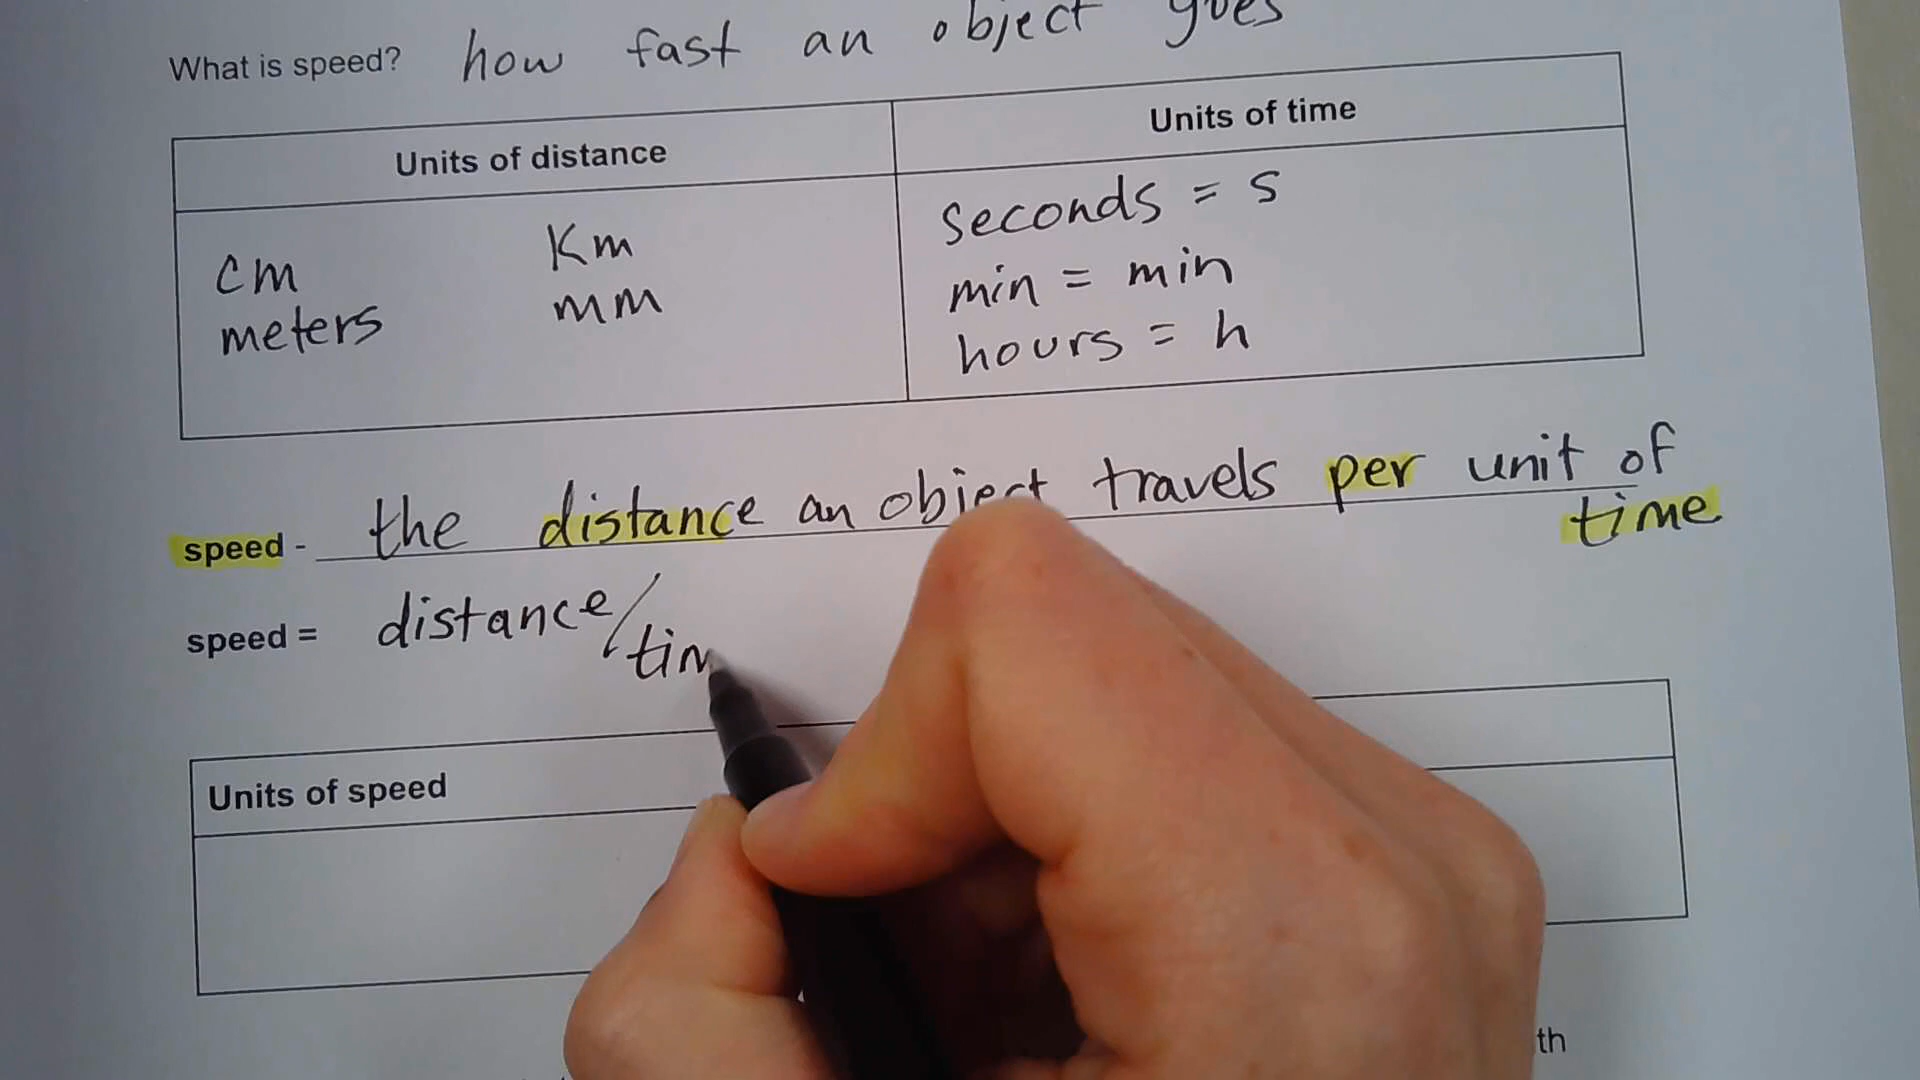 What is speed? how fast an object goes
Units of distance Units of time
cm Km seconds = s
meters mm min = min
hours = h
speed - the distance an object travels per unit of
time
speed = distance/
tim
Units of speed
th